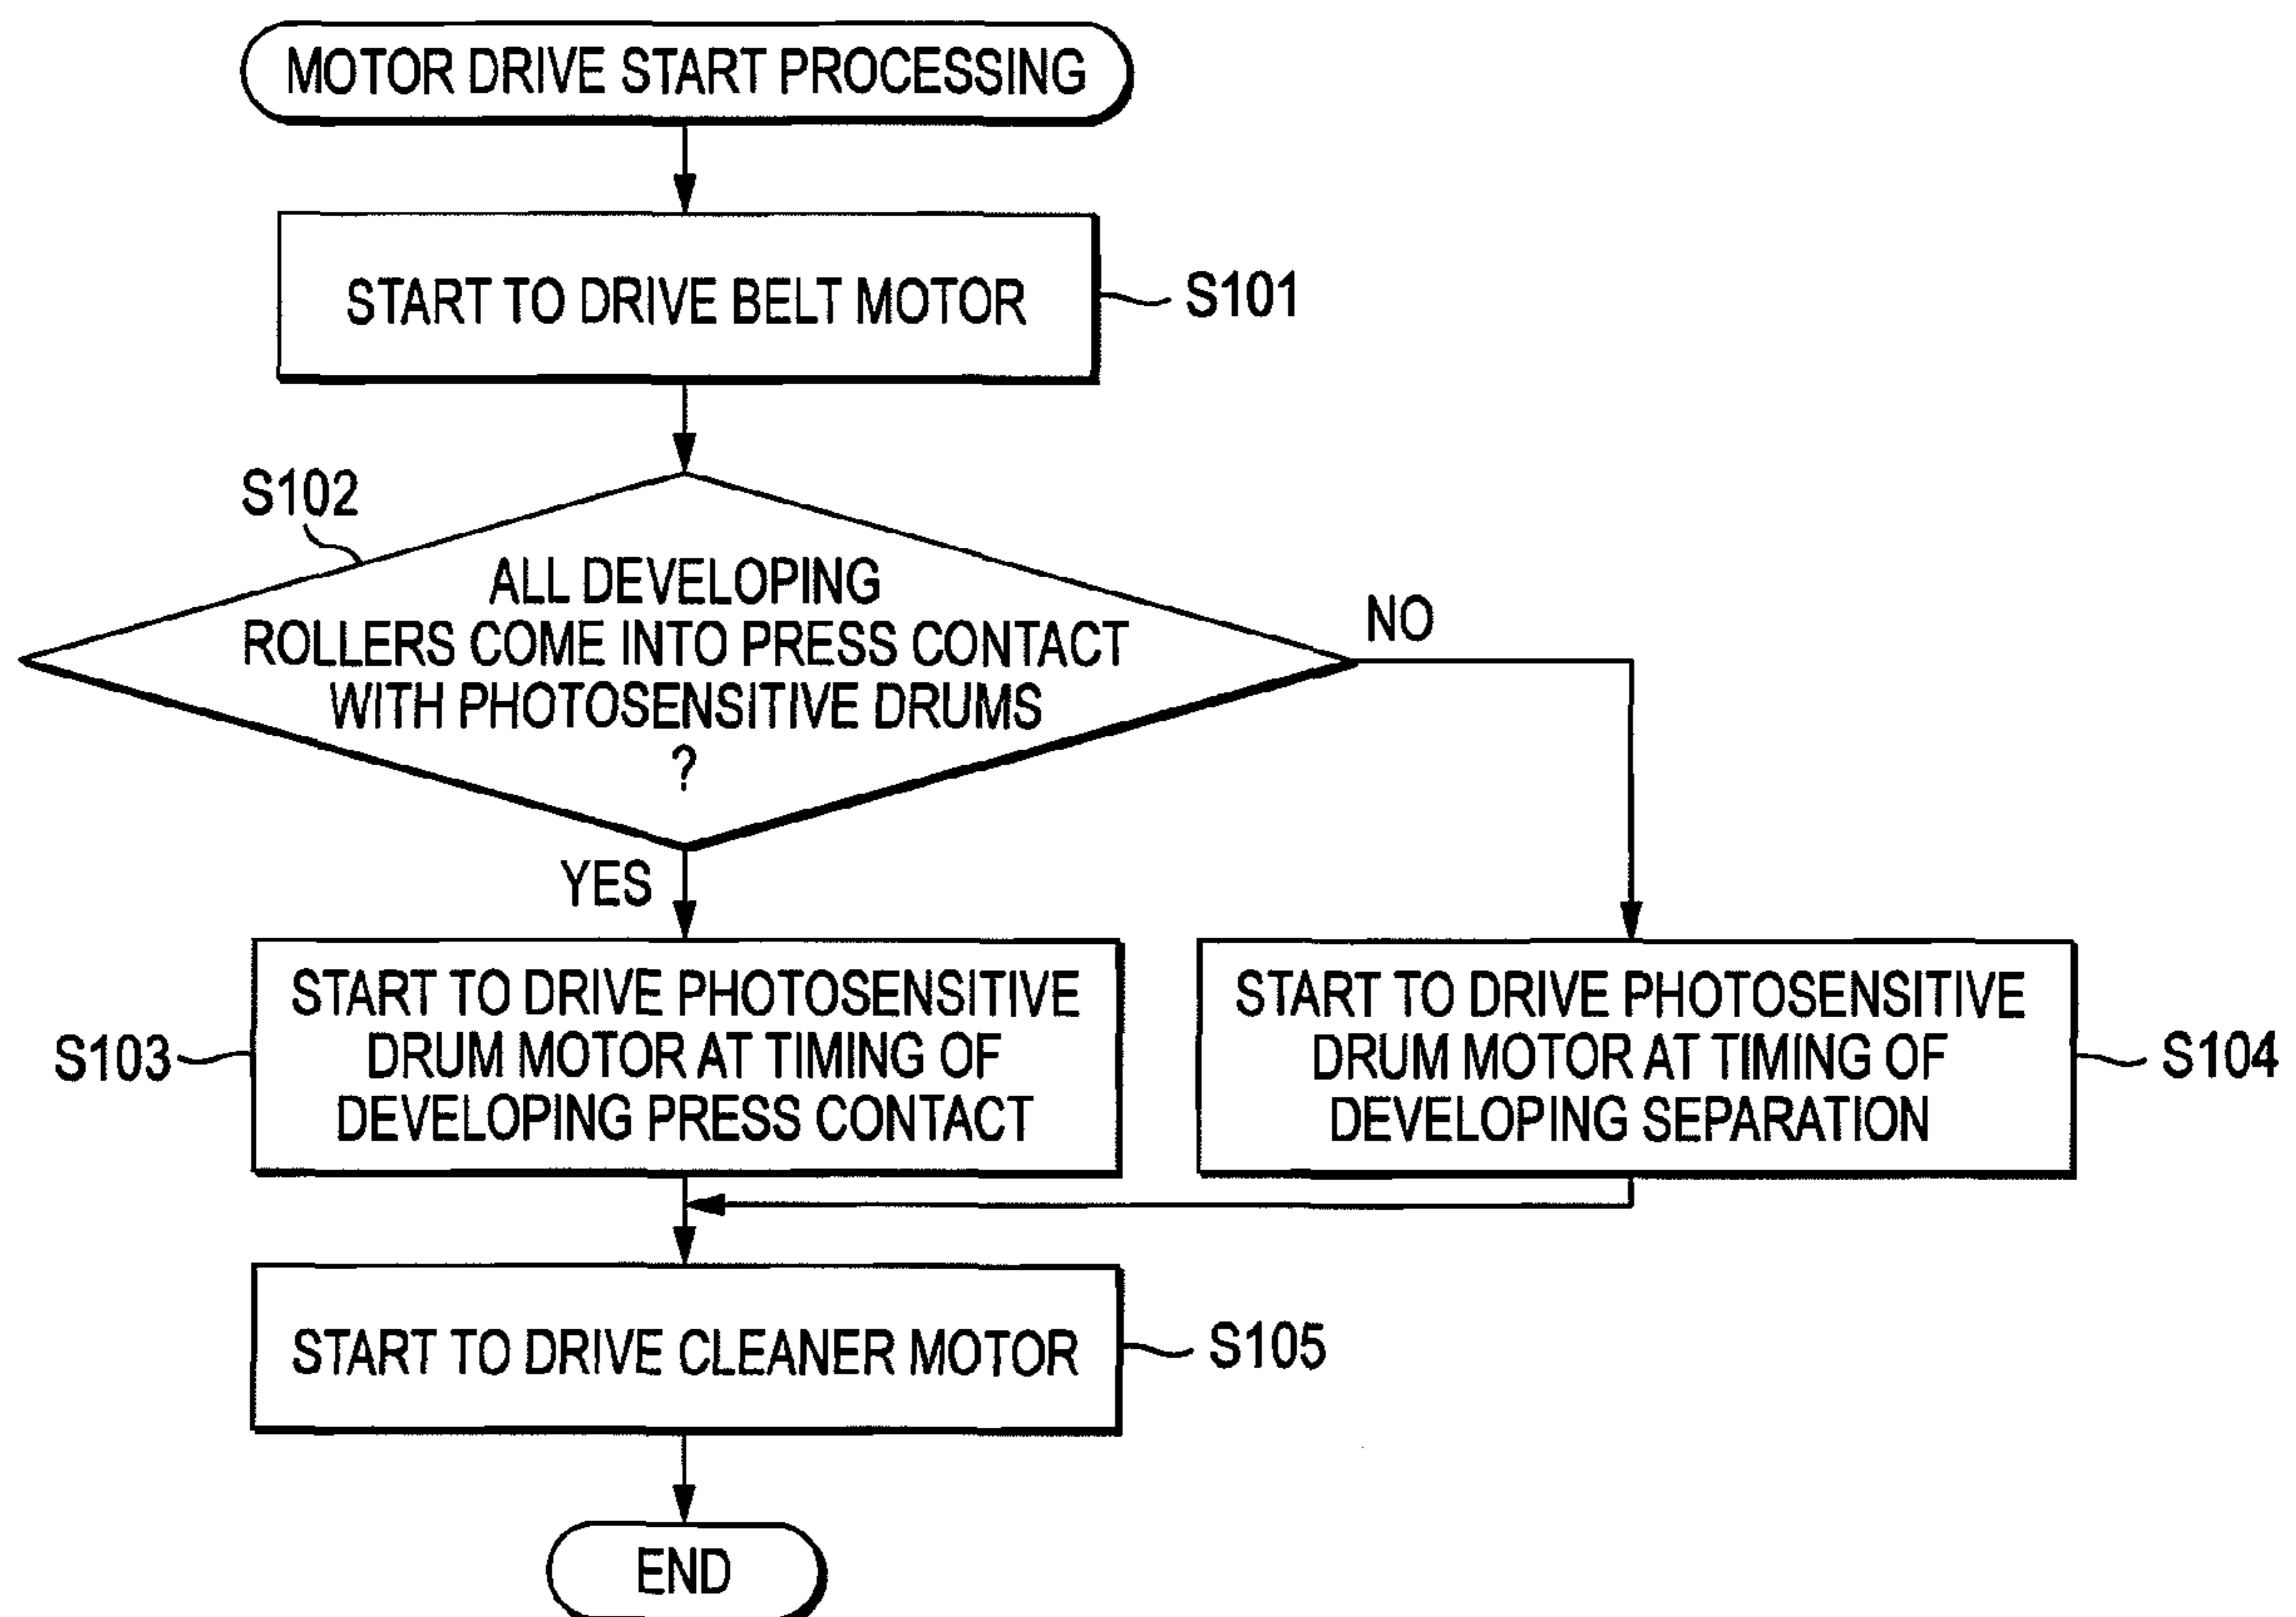 MOTOR DRIVE START PROCESSING
START TO DRIVE BELT MOTOR
S101
S102
ALL DEVELOPING
ROLLERS COME INTO PRESS CONTACT
WITH PHOTOSENSITIVE DRUMS
?
NO
YES
S103
START TO DRIVE PHOTOSENSITIVE
DRUM MOTOR AT TIMING OF
DEVELOPING PRESS CONTACT
START TO DRIVE PHOTOSENSITIVE
DRUM MOTOR AT TIMING OF
DEVELOPING SEPARATION
S104
START TO DRIVE CLEANER MOTOR
S105
END